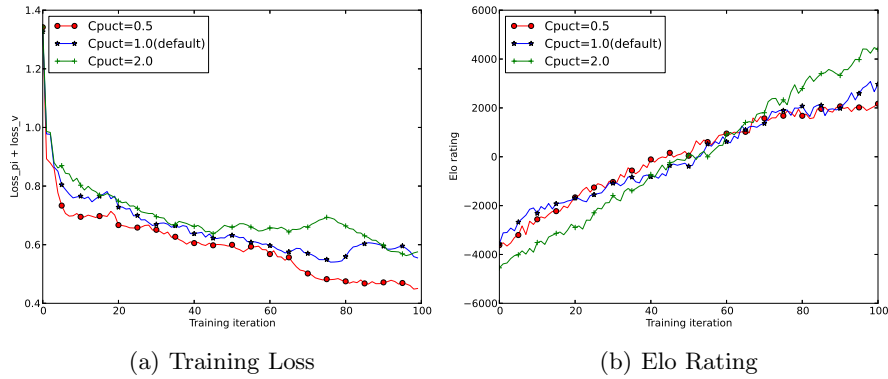 1.4
1.2
1.0
0.8
0.6
0.4
Loss_pi + loss_v
Cpuct=0.5
Cpuct=1.0(default)
Cpuct=2.0
0
20
40
60
80
100
Training iteration
(a) Training Loss
6000
4000
2000
0
−2000
−4000
−6000
Elo rating
Cpuct=0.5
Cpuct=1.0(default)
Cpuct=2.0
0
20
40
60
80
100
Training iteration
(b) Elo Rating